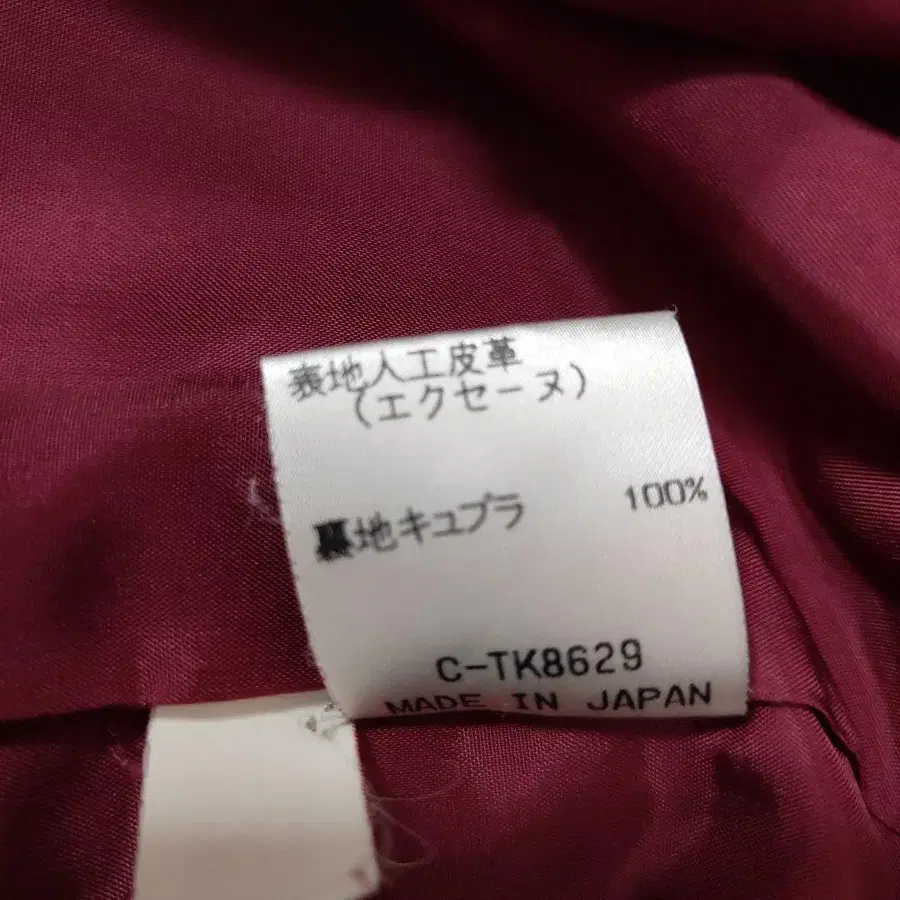 表地人工皮革
(エクセーヌ)
裏地キュプラ 100%
C-TK8629
MADE IN JAPAN